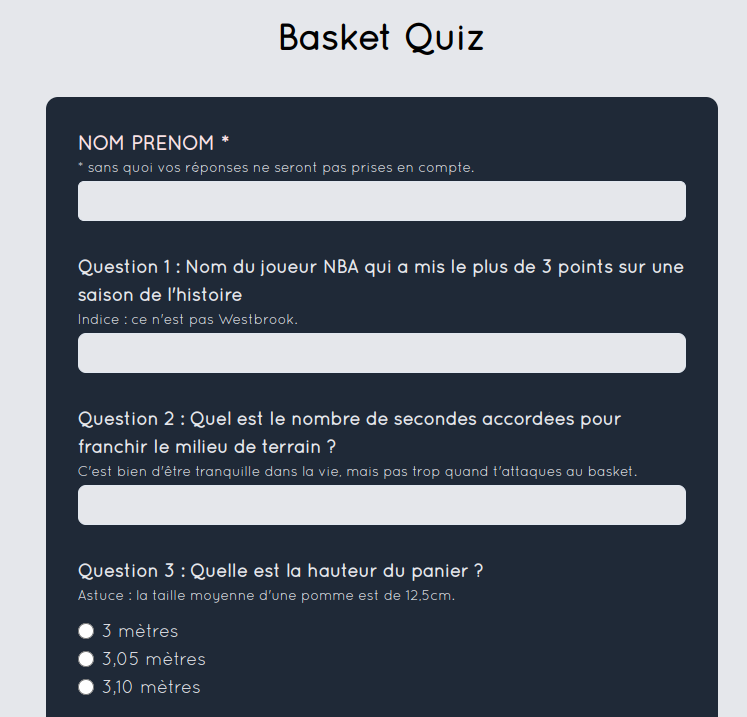 Basket Quiz
NOM PRENOM *
* sans quoi vos réponses ne seront pas prises en compte.
Question 1 : Nom du joueur NBA qui a mis le plus de 3 points sur une
saison de l'histoire
Indice : ce n'est pas Westbrook.
Question 2 : Quel est le nombre de secondes accordees pour
franchir le milieu de terrain ?
C'est bien d'être tranquille dans la vie, mais pas trop quand t'attaques au basket.
Question 3 : Quelle est la hauteur du panier ?
Astuce : la taille moyenne d'une pomme est de 12,5cm.
3 mètres
3,05 mètres
3,10 mètres